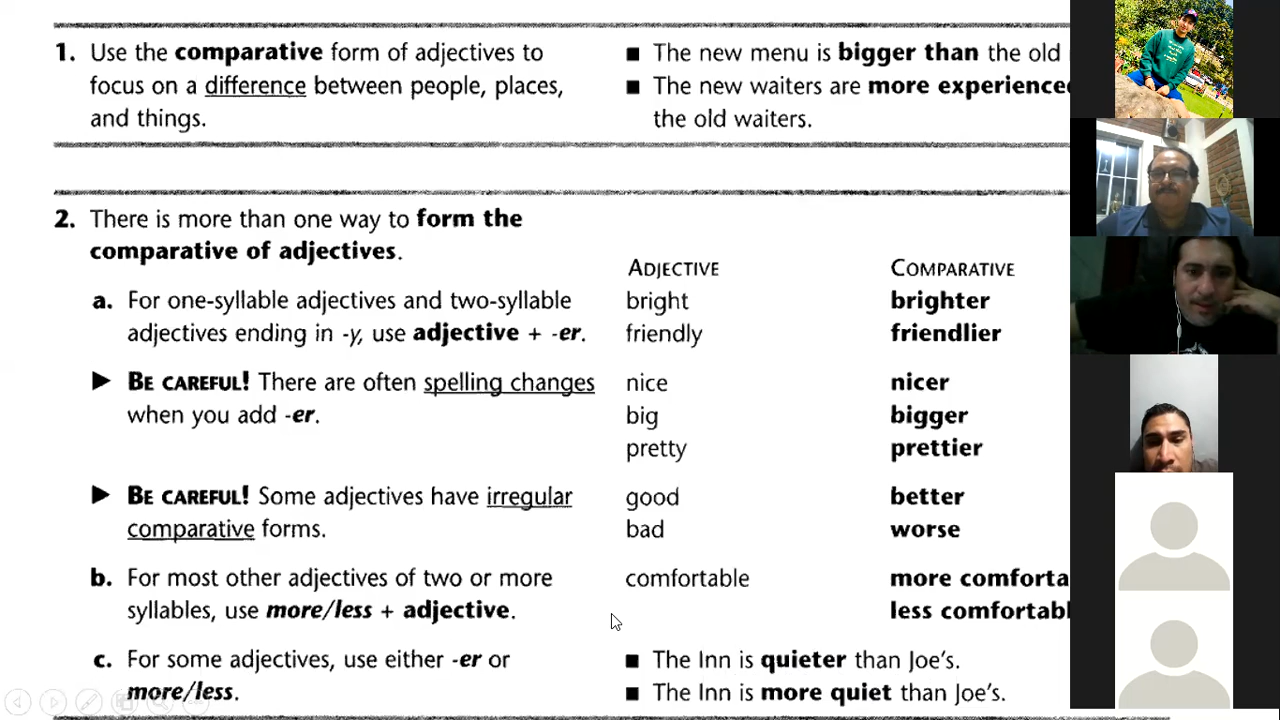 1. Use the comparative form of adjectives to
focus on a difference between people, places,
and things.
■ The new menu is bigger than the old
■ The new waiters are more experienced
the old waiters.
2. There is more than one way to form the
comparative of adjectives.
ADJECTIVE COMPARATIVE
a. For one-syllable adjectives and two-syllable
adjectives ending in -y, use adjective + -er.
bright brighter
friendly friendlier
► BE CAREFUL! There are often spelling changes
when you add -er.
nice nicer
big bigger
pretty prettier
► BE CAREFUL! Some adjectives have irregular
comparative forms.
good better
bad worse
b. For most other adjectives of two or more
syllables, use more/less + adjective.
comfortable more comforta
less comfortabl
c. For some adjectives, use either -er or
more/less.
■ The Inn is quieter than Joe's.
■ The Inn is more quiet than Joe's.